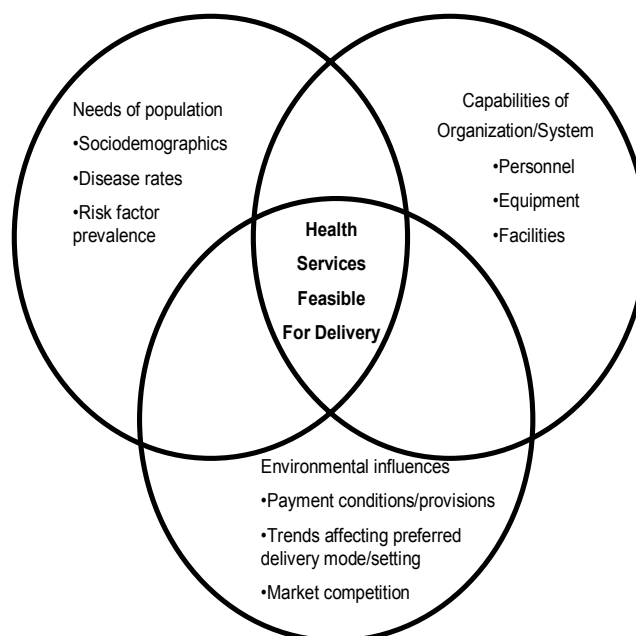 Needs of population
•Sociodemographics
•Disease rates
•Risk factor
prevalence
Capabilities of
Organization/System
•Personnel
•Equipment
•Facilities
Health
Services
Feasible
For Delivery
Environmental influences
•Payment conditions/provisions
•Trends affecting preferred
delivery mode/setting
•Market competition